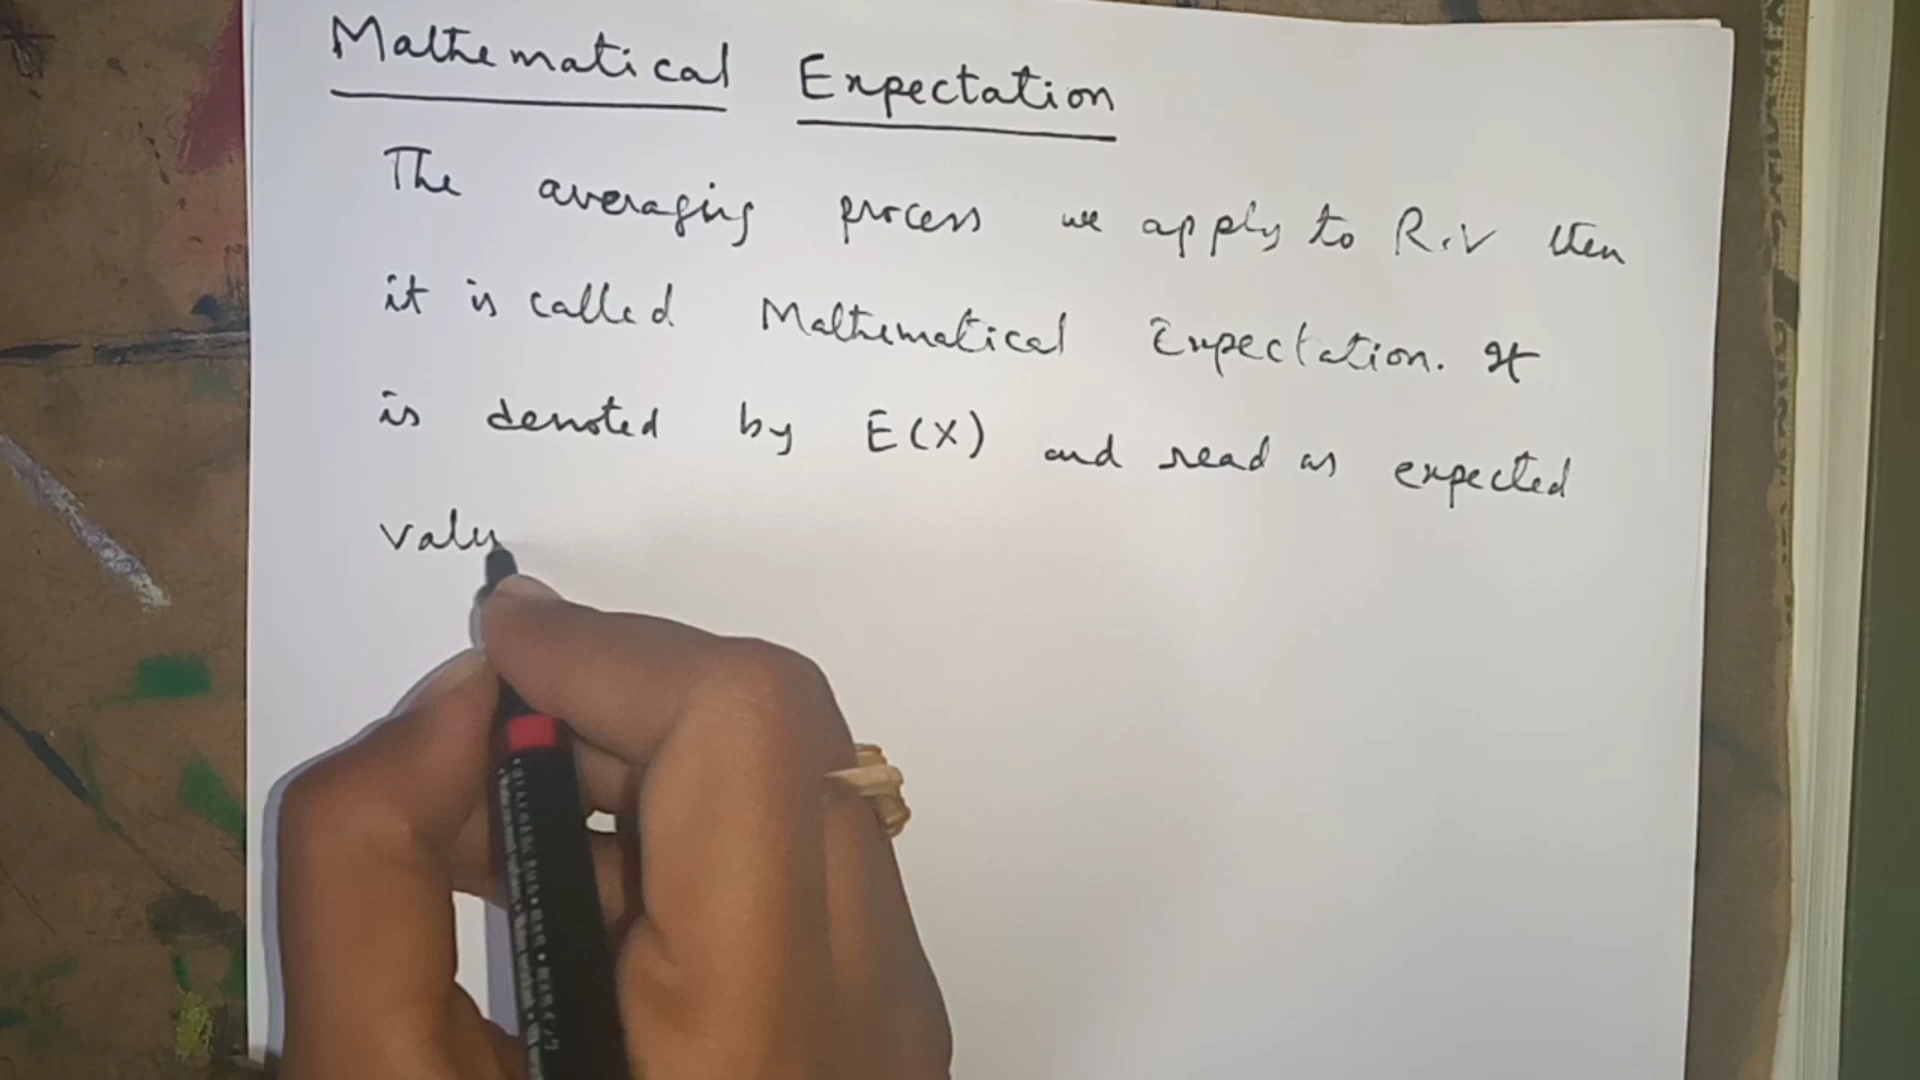 Mathematical Expectation
The averaging process we apply to R.V then
it is called Mathematical Expectation. It
is denoted by E(X) and read as expected
valu